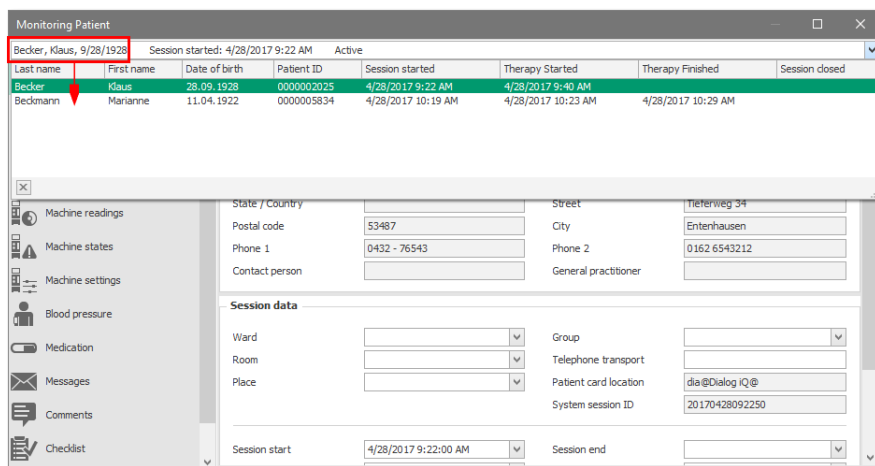 Monitoring Patient
Becker, Klaus, 9/28/1928 Session started: 4/28/2017 9:22 AM Active
Last name First name Date of birth Patient ID Session started Therapy Started Therapy Finished Session closed
Becker Klaus 28.09.1928 0000002025 4/28/2017 9:22 AM 4/28/2017 9:40 AM
Beckmann Marianne 11.04.1922 0000005834 4/28/2017 10:19 AM 4/28/2017 10:23 AM 4/28/2017 10:29 AM
State / Country Street Tieferweg 34
Machine readings
Postal code 53487 City Entenhausen
Machine states Phone 1 0432 - 76543 Phone 2 0162 6543212
Contact person General practitioner
Machine settings
Session data
Blood pressure
Ward Group
Medication
Room Telephone transport
Messages Place Patient card location dia@Dialog iQ@
System session ID 20170428092250
Comments
Checklist Session start 4/28/2017 9:22:00 AM Session end